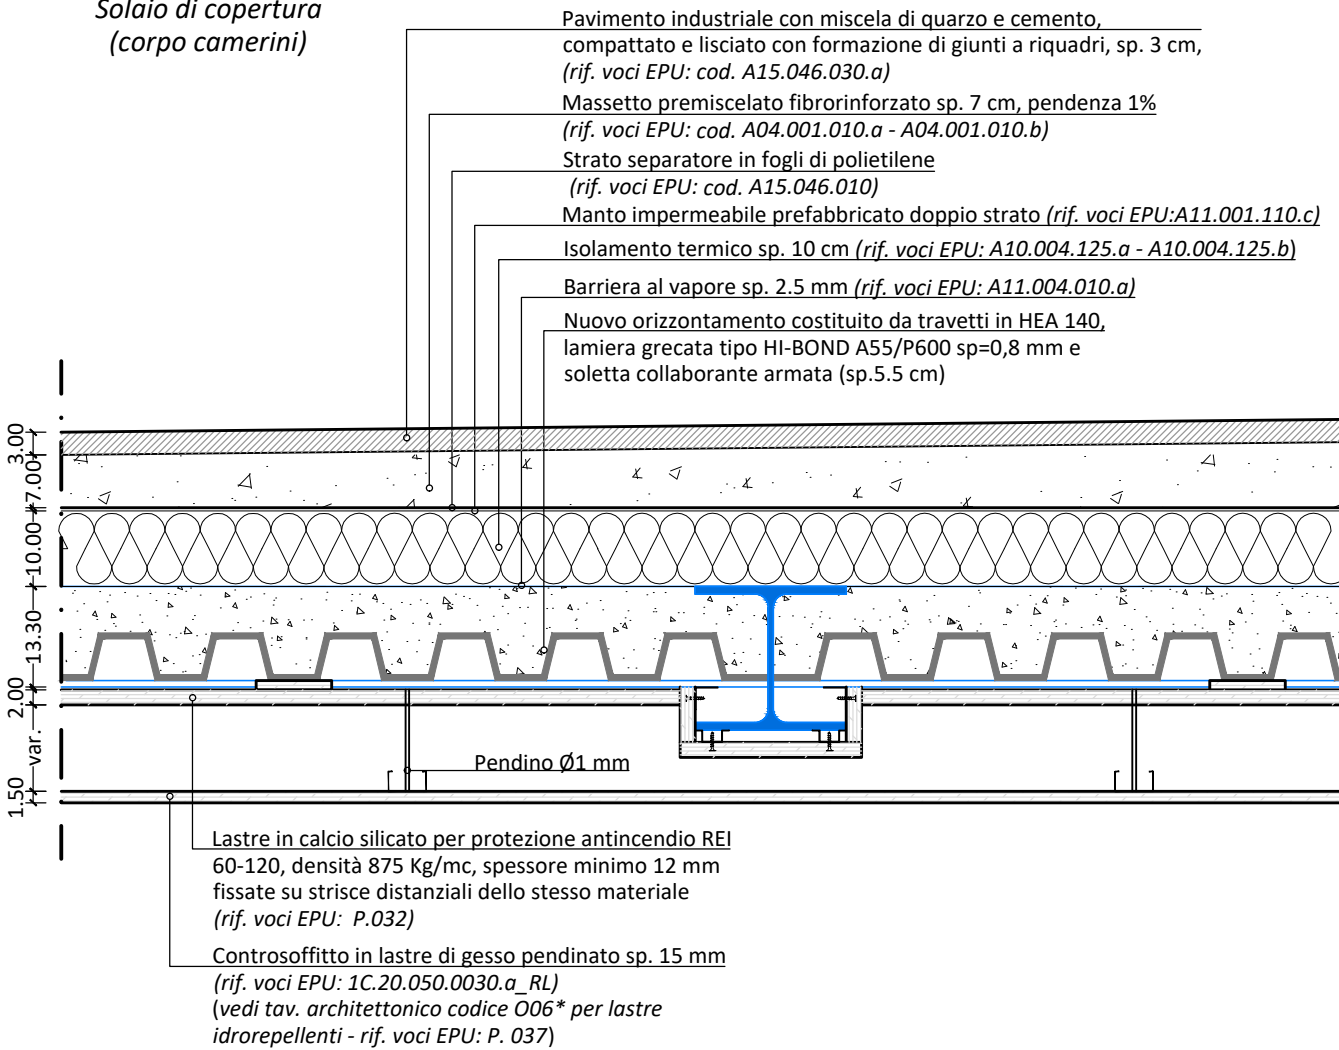 Solaio di copertura
(corpo camerini)
Pavimento industriale con miscela di quarzo e cemento,
compattato e lisciato con formazione di giunti a riquadri, sp. 3 cm,
(rif. voci EPU: cod. A15.046.030.a)
Massetto premiscelato fibrorinforzato sp. 7 cm, pendenza 1%
(rif. voci EPU: cod. A04.001.010.a - A04.001.010.b)
Strato separatore in fogli di polietilene
(rif. voci EPU: cod. A15.046.010)
Manto impermeabile prefabbricato doppio strato (rif. voci EPU:A11.001.110.c)
Isolamento termico sp. 10 cm (rif. voci EPU: A10.004.125.a - A10.004.125.b)
Barriera al vapore sp. 2.5 mm (rif. voci EPU: A11.004.010.a)
Nuovo orizzontamento costituito da travetti in HEA 140,
lamiera grecata tipo HI-BOND A55/P600 sp=0,8 mm e
soletta collaborante armata (sp.5.5 cm)
3.00
7.00
10.00
13.30
2.00
var.
1.50
Pendino Ø1 mm
Lastre in calcio silicato per protezione antincendio REI
60-120, densità 875 Kg/mc, spessore minimo 12 mm
fissate su strisce distanziali dello stesso materiale
(rif. voci EPU: P.032)
Controsoffitto in lastre di gesso pendinato sp. 15 mm
(rif. voci EPU: 1C.20.050.0030.a_RL)
(vedi tav. architettonico codice O06* per lastre
idrorepellenti - rif. voci EPU: P. 037)